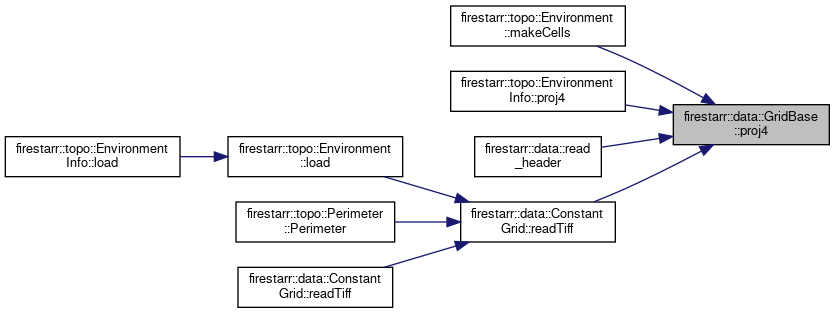 firestarr::topo::Environment
::makeCells
firestarr::topo::Environment
Info::proj4
firestarr::data::GridBase
::proj4
firestarr::data::read
_header
firestarr::topo::Environment
Info::load
firestarr::topo::Environment
::load
firestarr::topo::Perimeter
::Perimeter
firestarr::data::Constant
Grid::readTiff
firestarr::data::Constant
Grid::readTiff